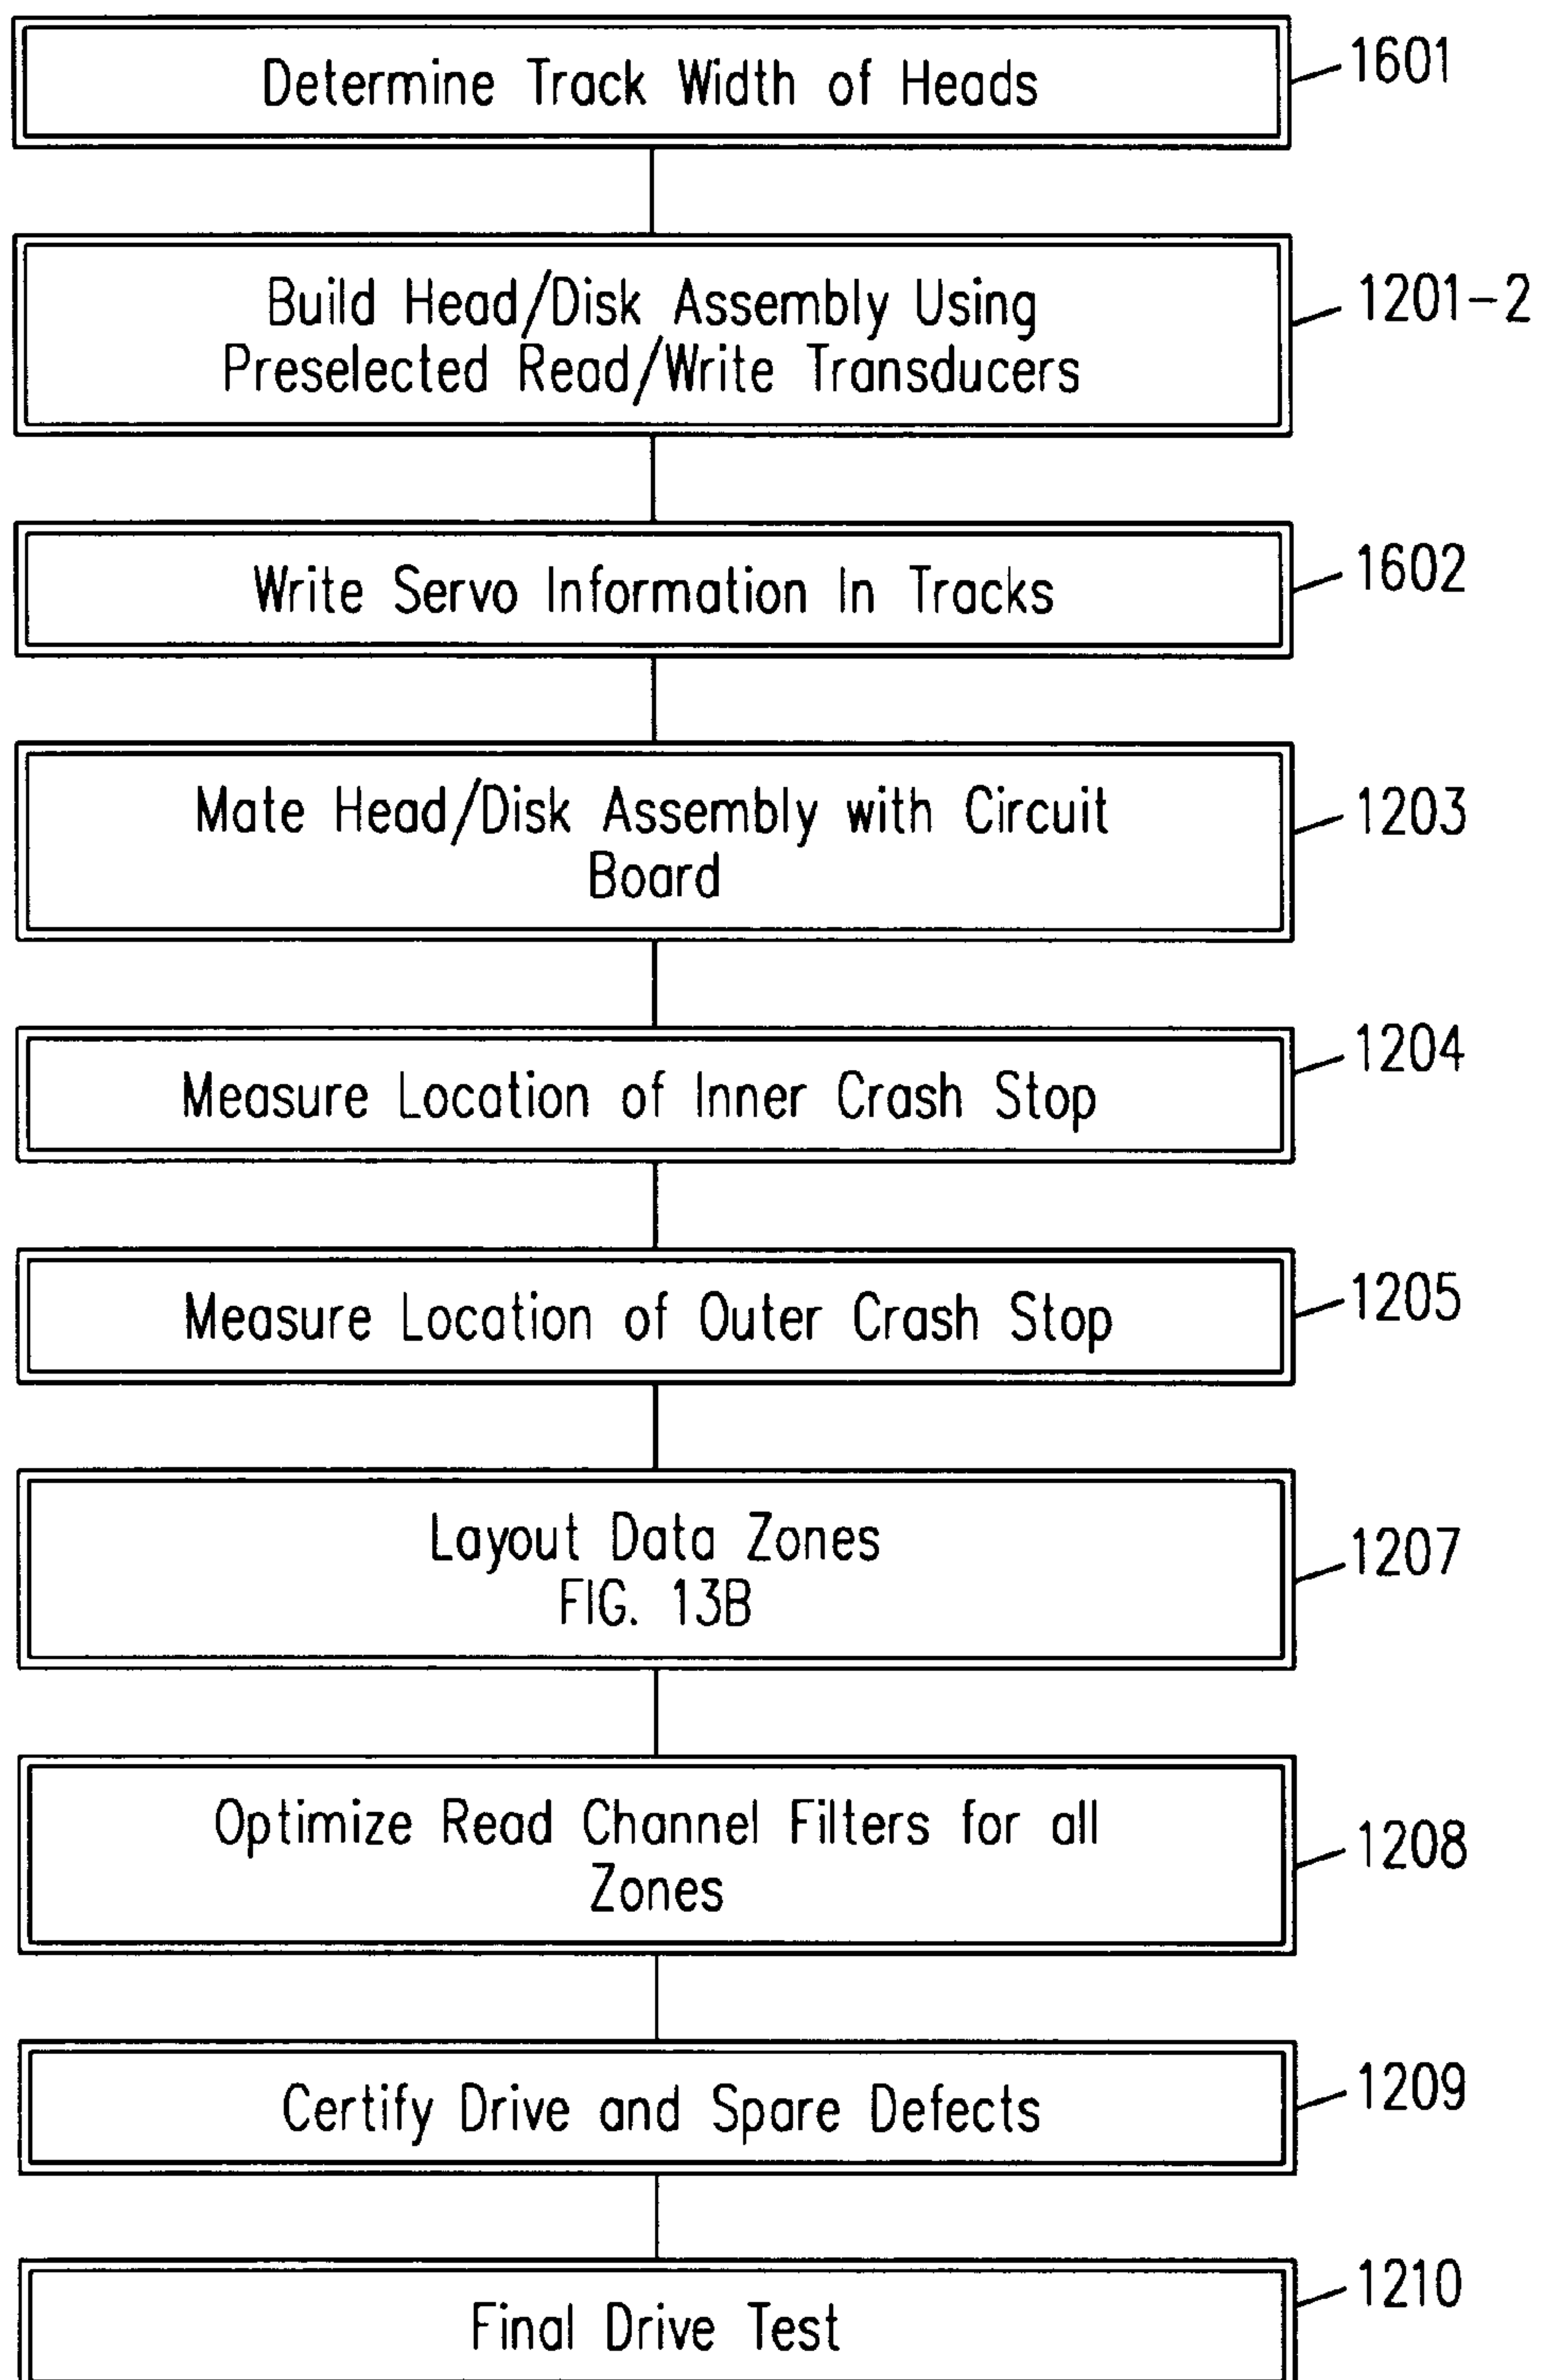 Determine Track Width of Heads
1601
Build Head/Disk Assembly Using
Preselected Read/Write Transducers
1201-2
Write Servo Information In Tracks
1602
Mate Head/Disk Assembly with Circuit
Board
1203
Measure Location of Inner Crash Stop
1204
Measure Location of Outer Crash Stop
1205
Layout Data Zones
FIG. 13B
1207
Optimize Read Channel Filters for all
Zones
1208
Certify Drive and Spare Defects
1209
Final Drive Test
1210